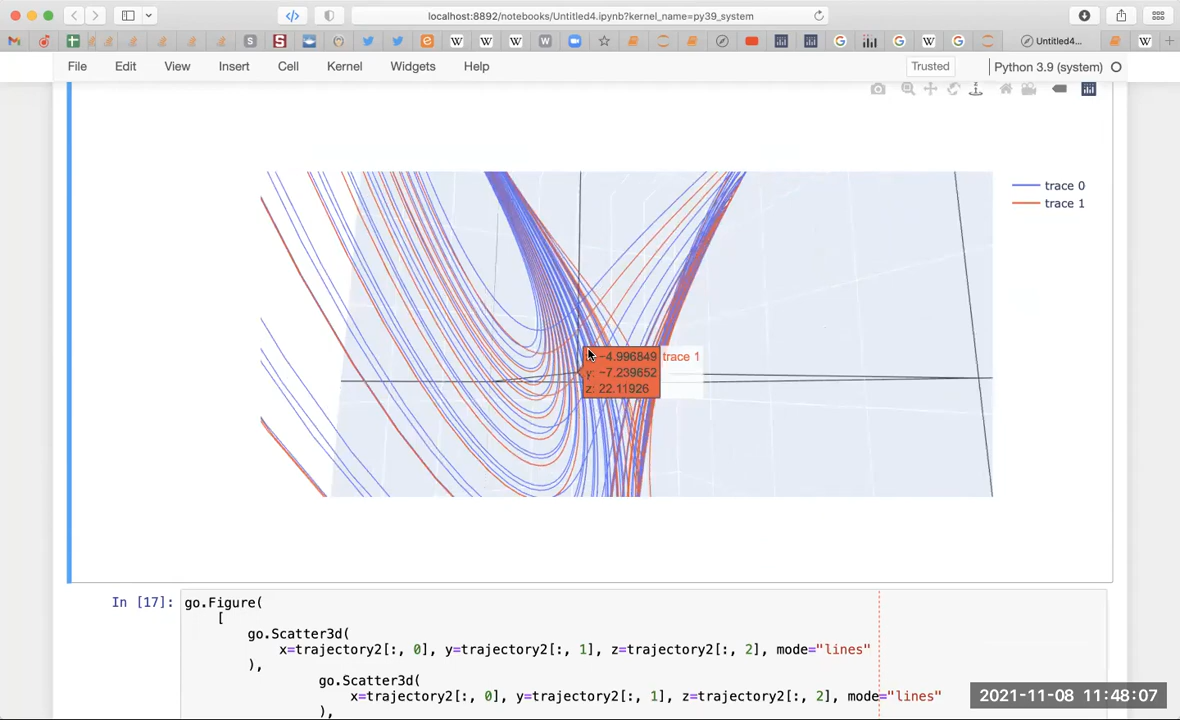 localhost:8892/notebooks/Untitled4.ipynb?kernel_name=py39_system
Untitled4...
File Edit View Insert Cell Kernel Widgets Help
Trusted
Python 3.9 (system)
trace 0
trace 1
−4.996849 trace 1
y: −7.239652
z: 22.11926
In [17]: go.Figure(
[
go.Scatter3d(
x=trajectory2[:, 0], y=trajectory2[:, 1], z=trajectory2[:, 2], mode="lines"
),
go.Scatter3d(
x=trajectory2[:, 0], y=trajectory2[:, 1], z=trajectory2[:, 2], mode="lines"
),
2021-11-08 11:48:07